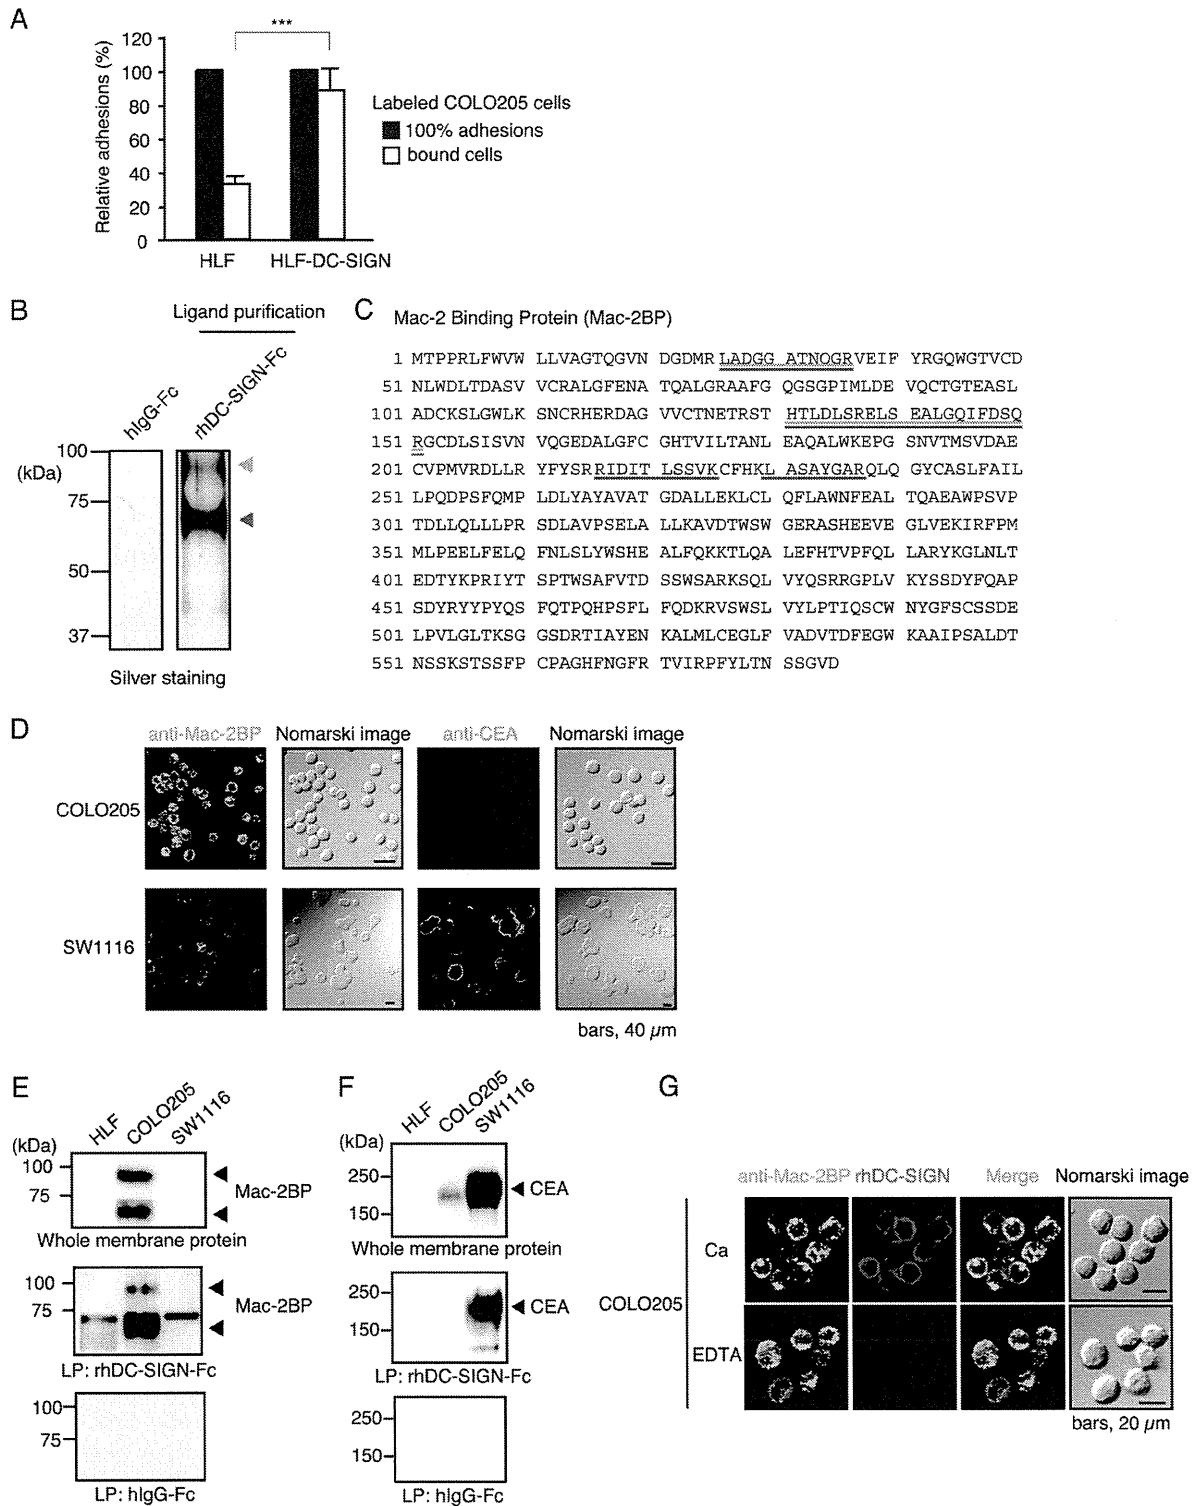 A
***
120
100
80
60
40
20
0
Relative adhesions (%)
HLF
HLF-DC-SIGN
Labeled COLO205 cells
100% adhesions
bound cells
B
Ligand purification
hIgG-Fc
rhDC-SIGN-Fc
100
(kDa)
75
50
37
Silver staining
C
Mac-2 Binding Protein (Mac-2BP)
1 MTPPRLFWVW LLVAGTQGVN DGDMRLADGG ATNQGRVEIF YRGQWGTVCD
51 NLWDLTDASV VCRALGFENA TQALGRAAFG QGSGPIMLDE VQCTGTEASL
101 ADCKSLGWLK SNCRHERDAG VVCTNETRST HTLDLSRELS EALGQIFDSQ
151 RGCDLSISVN VQGEDALGFC GHTVILTANL EAQALWKEPG SNVTMSVDAE
201 CVPMVRDLLR YFYSRRIDIT LSSVKCFHKL ASAYGARQLQ GYCASLFAIL
251 LPQDPSFQMP LDLYAYAVAT GDALLEKLCL QFLAWNFEAL TQAEAWPSVP
301 TDLLQLLLPR SDLAVPSELA LLKAVDTWSW GERASHEEVE GLVEKIRFPM
351 MLPEELFELQ FNLSLYWSHE ALFQKKTLQA LEFHTVPFQL LARYKGLNLT
401 EDTYKPRIYT SPTWSAFVTD SSWSARKSQL VYQSRRGPLV KYSSDYFQAP
451 SDYRYYPYQS FQTPQHPSFL FQDKRVSWSL VYLPTIQSCW NYGFSCSSDE
501 LPVLGLTKSG GSDRTIAYEN KALMLCEGLF VADVTDFEGW KAAIPSALDT
551 NSSKSTSSFP CPAGHFNGFR TVIRPFYLTN SSGVD
D
anti-Mac-2BP
Nomarski image
anti-CEA
Nomarski image
COLO205
SW1116
bars, 40 µm
E
HLF
COLO205
SW1116
(kDa)
100
75
Mac-2BP
Whole membrane protein
100
75
Mac-2BP
LP: rhDC-SIGN-Fc
100
75
LP: hIgG-Fc
F
HLF
COLO205
SW1116
(kDa)
250
150
CEA
Whole membrane protein
250
150
CEA
LP: rhDC-SIGN-Fc
250
150
LP: hIgG-Fc
G
anti-Mac-2BP
rhDC-SIGN
Merge
Nomarski image
Ca
COLO205
EDTA
bars, 20 µm